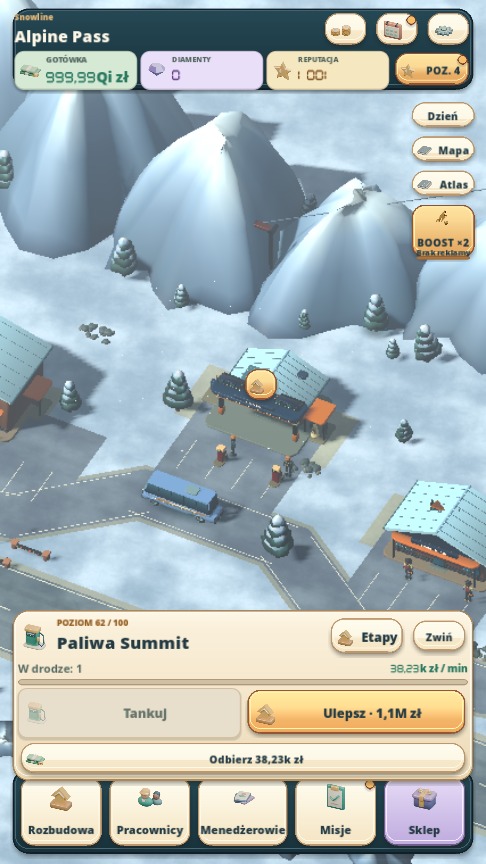 Snowline
Alpine Pass
GOTÓWKA
999,99Qi zł
DIAMENTY
0
REPUTACJA
POZ. 4
Dzień
Mapa
Atlas
BOOST ×2
Brak reklamy
POZIOM 62 / 100
Paliwa Summit
Etapy
Zwiń
W drodze: 1
38,23k zł / min
Tankuj
Ulepsz · 1,1M zł
Odbierz 38,23k zł
Rozbudowa
Pracownicy
Menedżerowie
Misje
Sklep